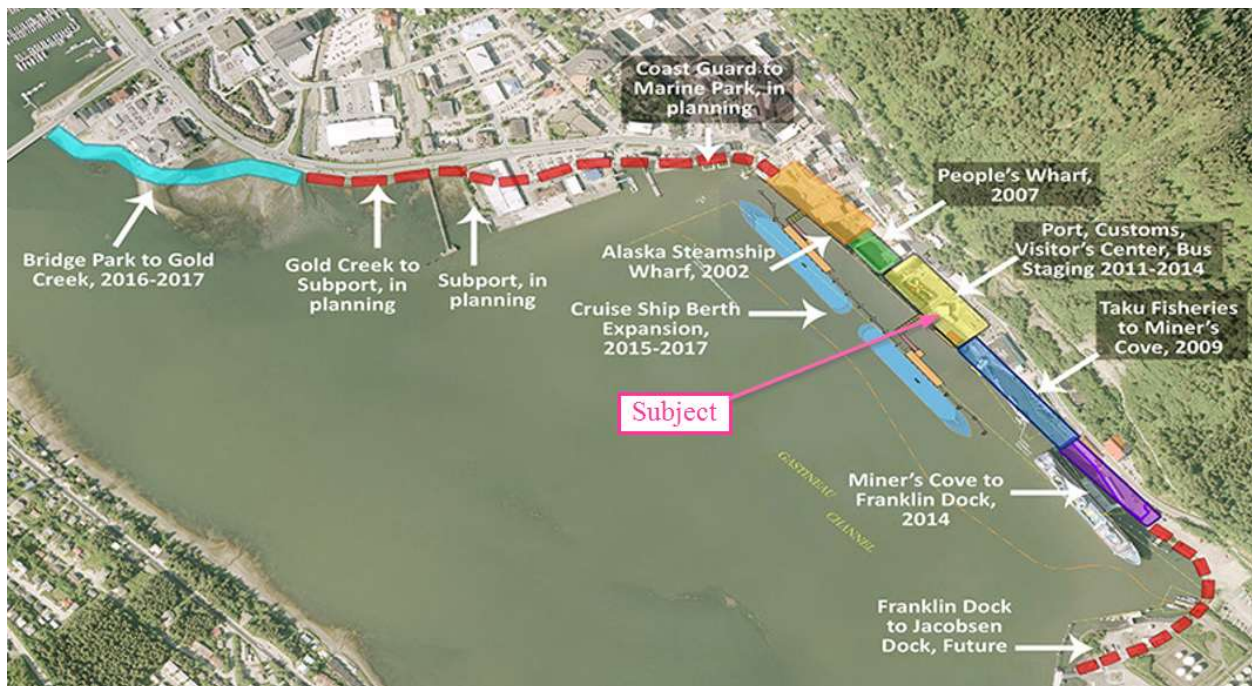 Coast Guard to
Marine Park, in
planning
People's Wharf,
2007
Port, Customs,
Visitor's Center, Bus
Staging 2011-2014
Bridge Park to Gold
Creek, 2016-2017
Gold Creek to
Subport, in
planning
Subport, in
planning
Alaska Steamship
Wharf, 2002
Cruise Ship Berth
Expansion,
2015-2017
Taku Fisheries
to Miner's
Cove, 2009
Subject
GASTINEAU
CHANNEL
Miner's Cove to
Franklin Dock,
2014
Franklin Dock
to Jacobsen
Dock, Future